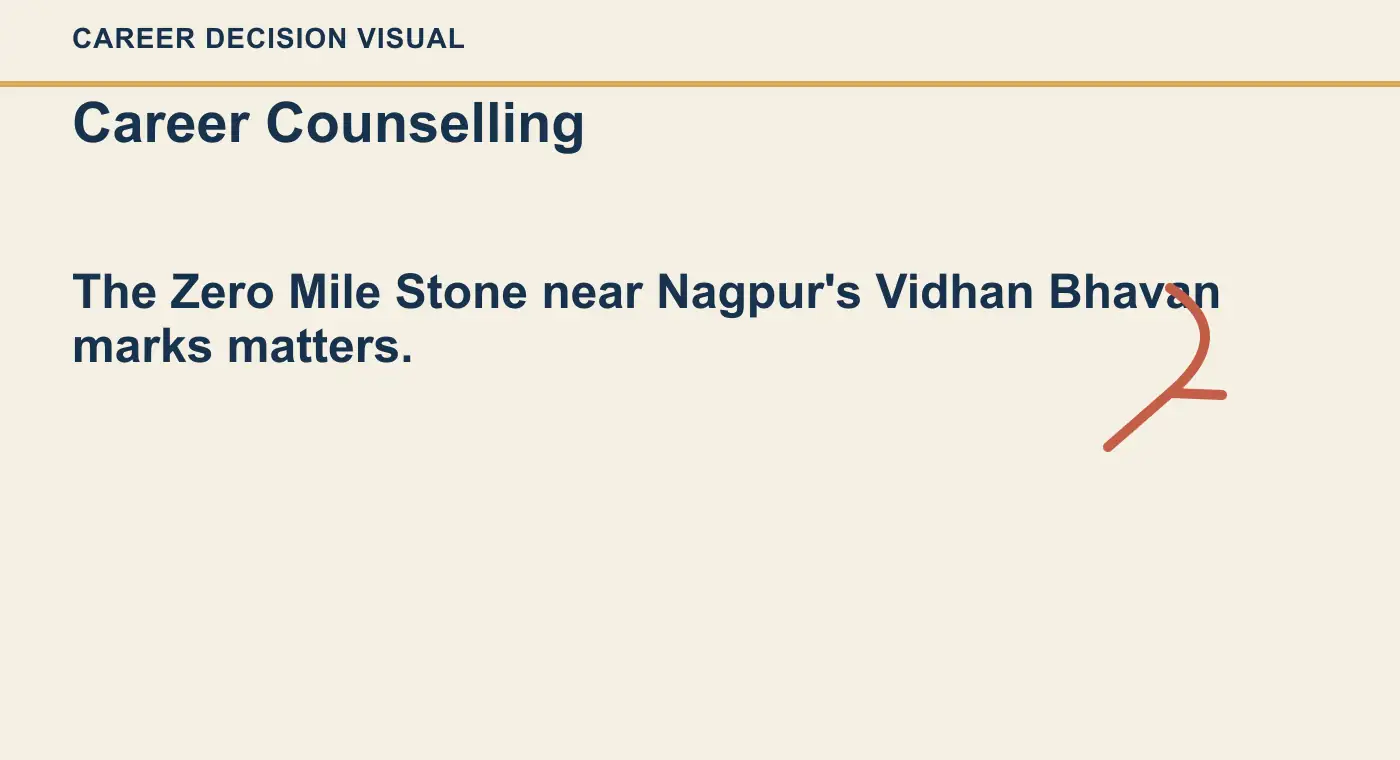 CAREER DECISION VISUAL
Career Counselling
The Zero Mile Stone near Nagpur's Vidhan Bhavan
marks matters.